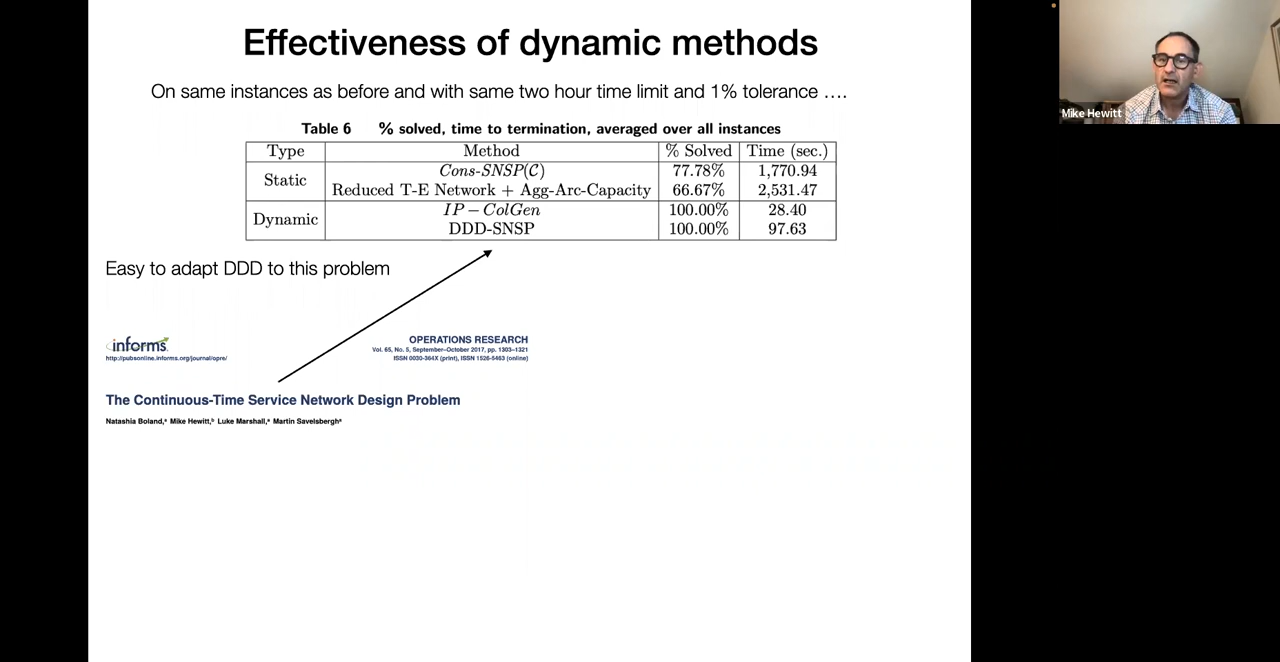 Effectiveness of dynamic methods
On same instances as before and with same two hour time limit and 1% tolerance ....
Table 6 % solved, time to termination, averaged over all instances
Type Method % Solved Time (sec.)
Static Cons-SNSP(C) 77.78% 1,770.94
Reduced T-E Network + Agg-Arc-Capacity 66.67% 2,531.47
Dynamic IP – ColGen 100.00% 28.40
DDD-SNSP 100.00% 97.63
Easy to adapt DDD to this problem
informs
http://pubsonline.informs.org/journal/opre/
OPERATIONS RESEARCH
Vol. 65, No. 5, September–October 2017, pp. 1303–1321
ISSN 0030-364X (print), ISSN 1526-5463 (online)
The Continuous-Time Service Network Design Problem
Natashia Boland,ᵃ Mike Hewitt,ᵇ Luke Marshall,ᵃ Martin Savelsberghᵃ
Mike Hewitt